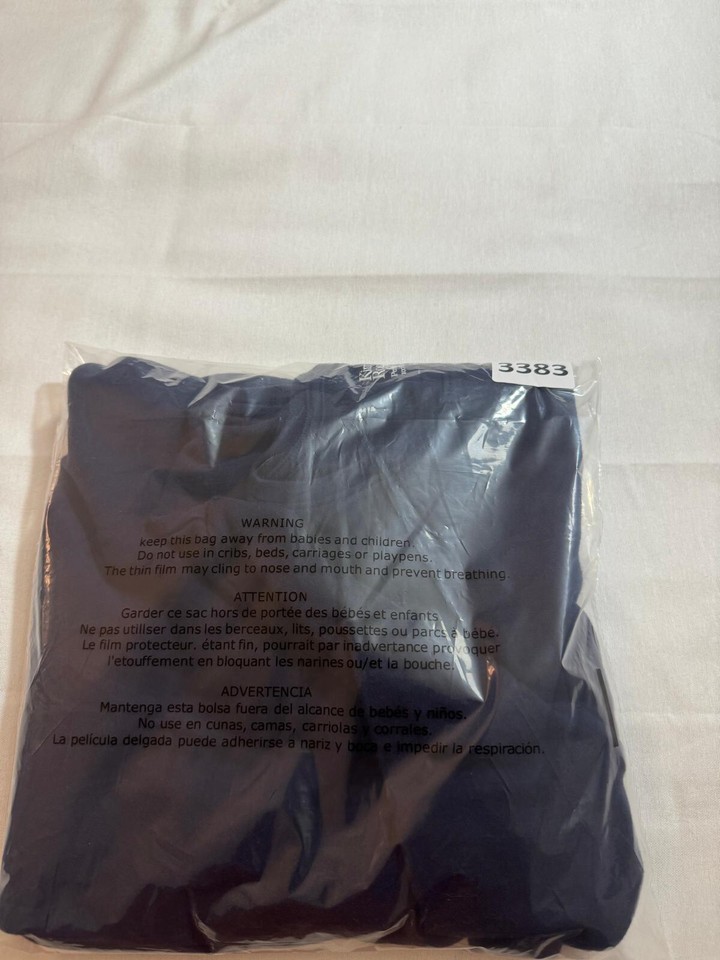 3383
WARNING
keep this bag away from babies and children.
Do not use in cribs, beds, carriages or playpens.
The thin film may cling to nose and mouth and prevent breathing.
ATTENTION
Garder ce sac hors de portée des bébés et enfants
Ne pas utiliser dans les berceaux, lits, poussettes ou parcs à bébe.
Le film protecteur. étant fin, pourrait par inadvertance provoquer
l'etouffement en bloquant les narines ou/et la bouche.
ADVERTENCIA
Mantenga esta bolsa fuera del alcance de bebés y niños.
No use en cunas, camas, carriolas y corrales.
La película delgada puede adherirse a nariz y boca e impedir la respiración.